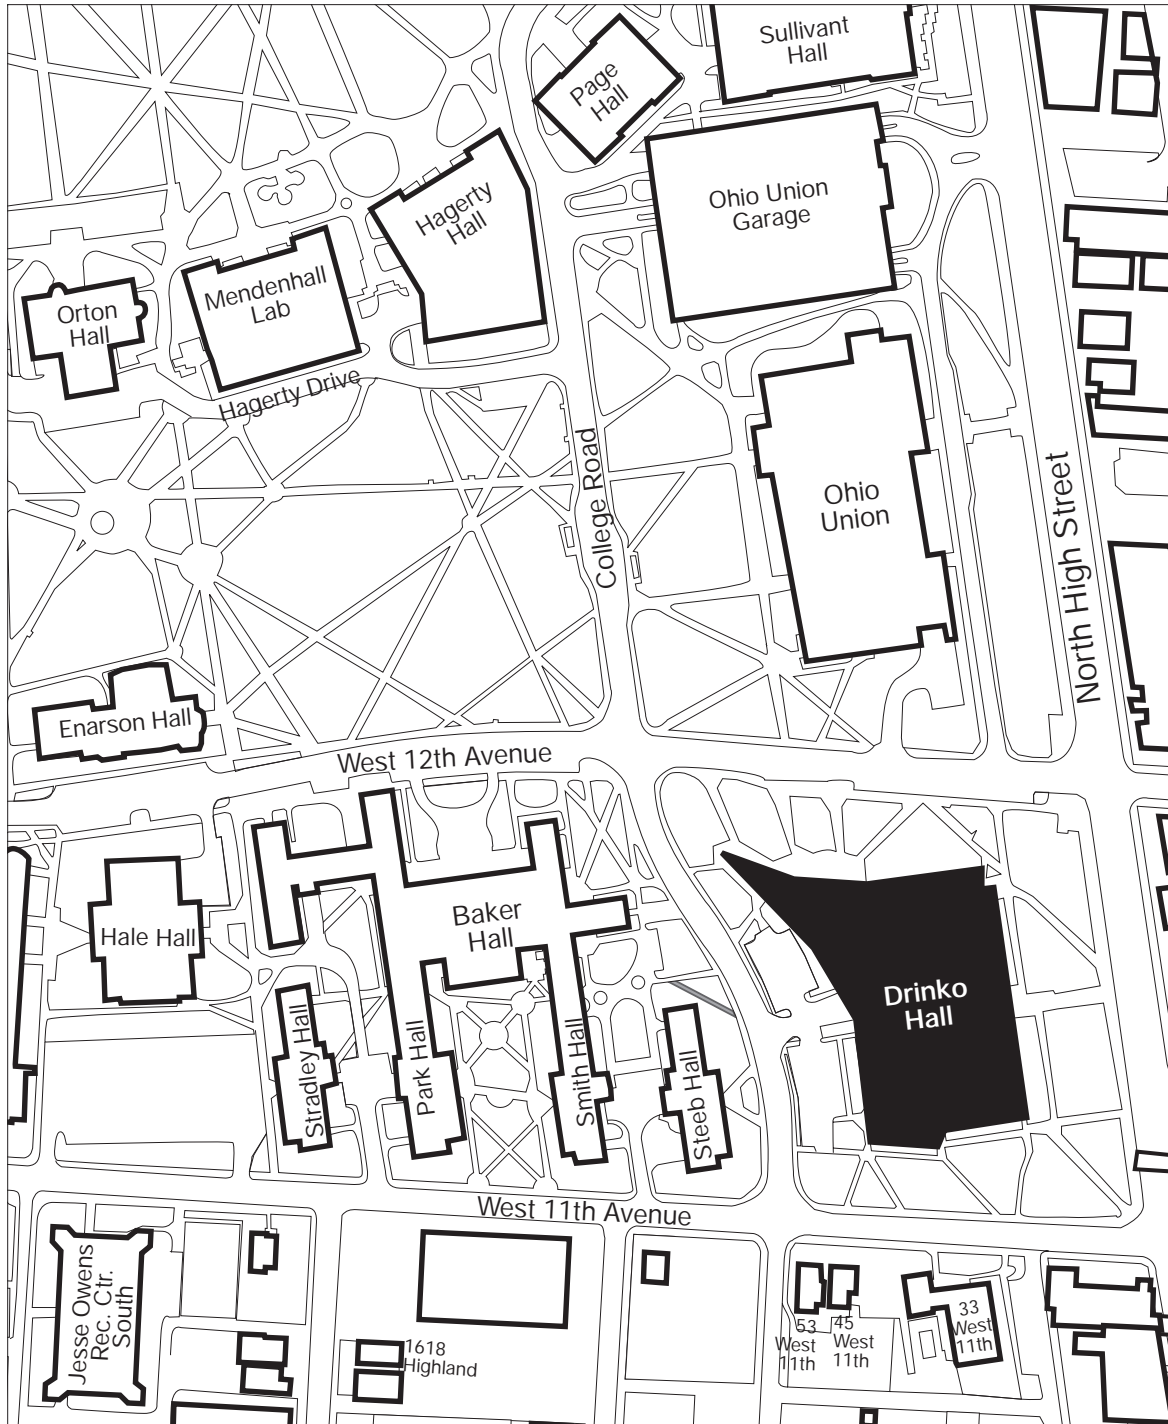 Sullivant
Hall
Page
Hall
Ohio Union
Garage
Hagerty
Hall
Mendenhall
Lab
Orton
Hall
Hagerty Drive
College Road
Ohio
Union
North High Street
Enarson Hall
West 12th Avenue
Baker
Hall
Hale Hall
Drinko
Hall
Stradley Hall
Park Hall
Smith Hall
Steeb Hall
West 11th Avenue
Jesse Owens
Rec. Ctr.
South
1618
Highland
53
West
11th
45
West
11th
33
West
11th